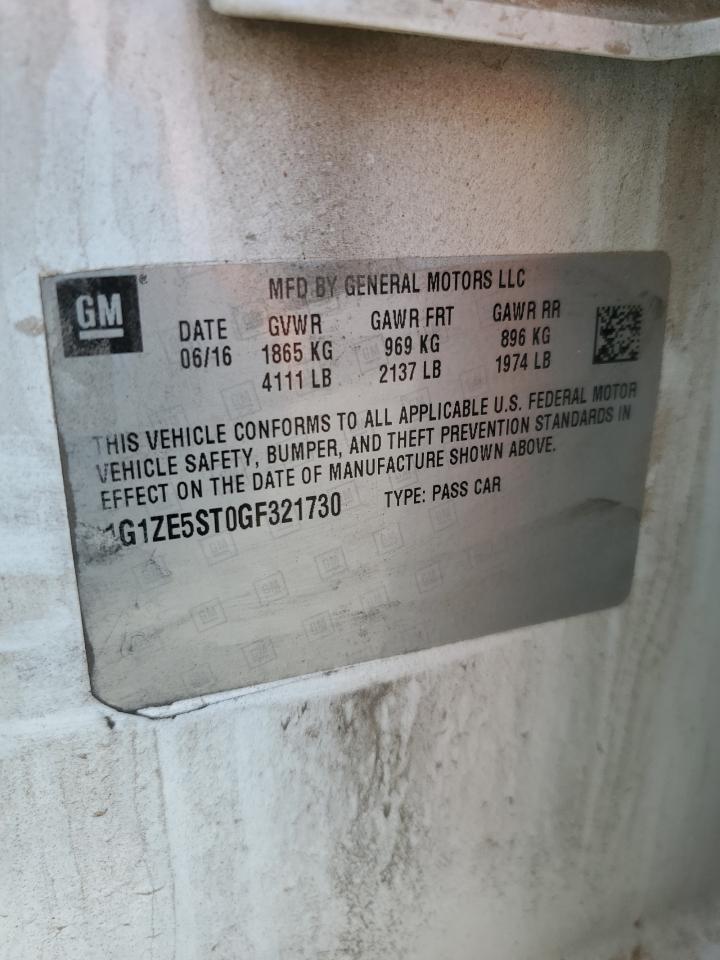 GM ®
MFD BY GENERAL MOTORS LLC
DATE GVWR GAWR FRT GAWR RR
06/16 1865 KG 969 KG 896 KG
4111 LB 2137 LB 1974 LB
THIS VEHICLE CONFORMS TO ALL APPLICABLE U.S. FEDERAL MOTOR
VEHICLE SAFETY, BUMPER, AND THEFT PREVENTION STANDARDS IN
EFFECT ON THE DATE OF MANUFACTURE SHOWN ABOVE.
1G1ZE5ST0GF321730 TYPE: PASS CAR